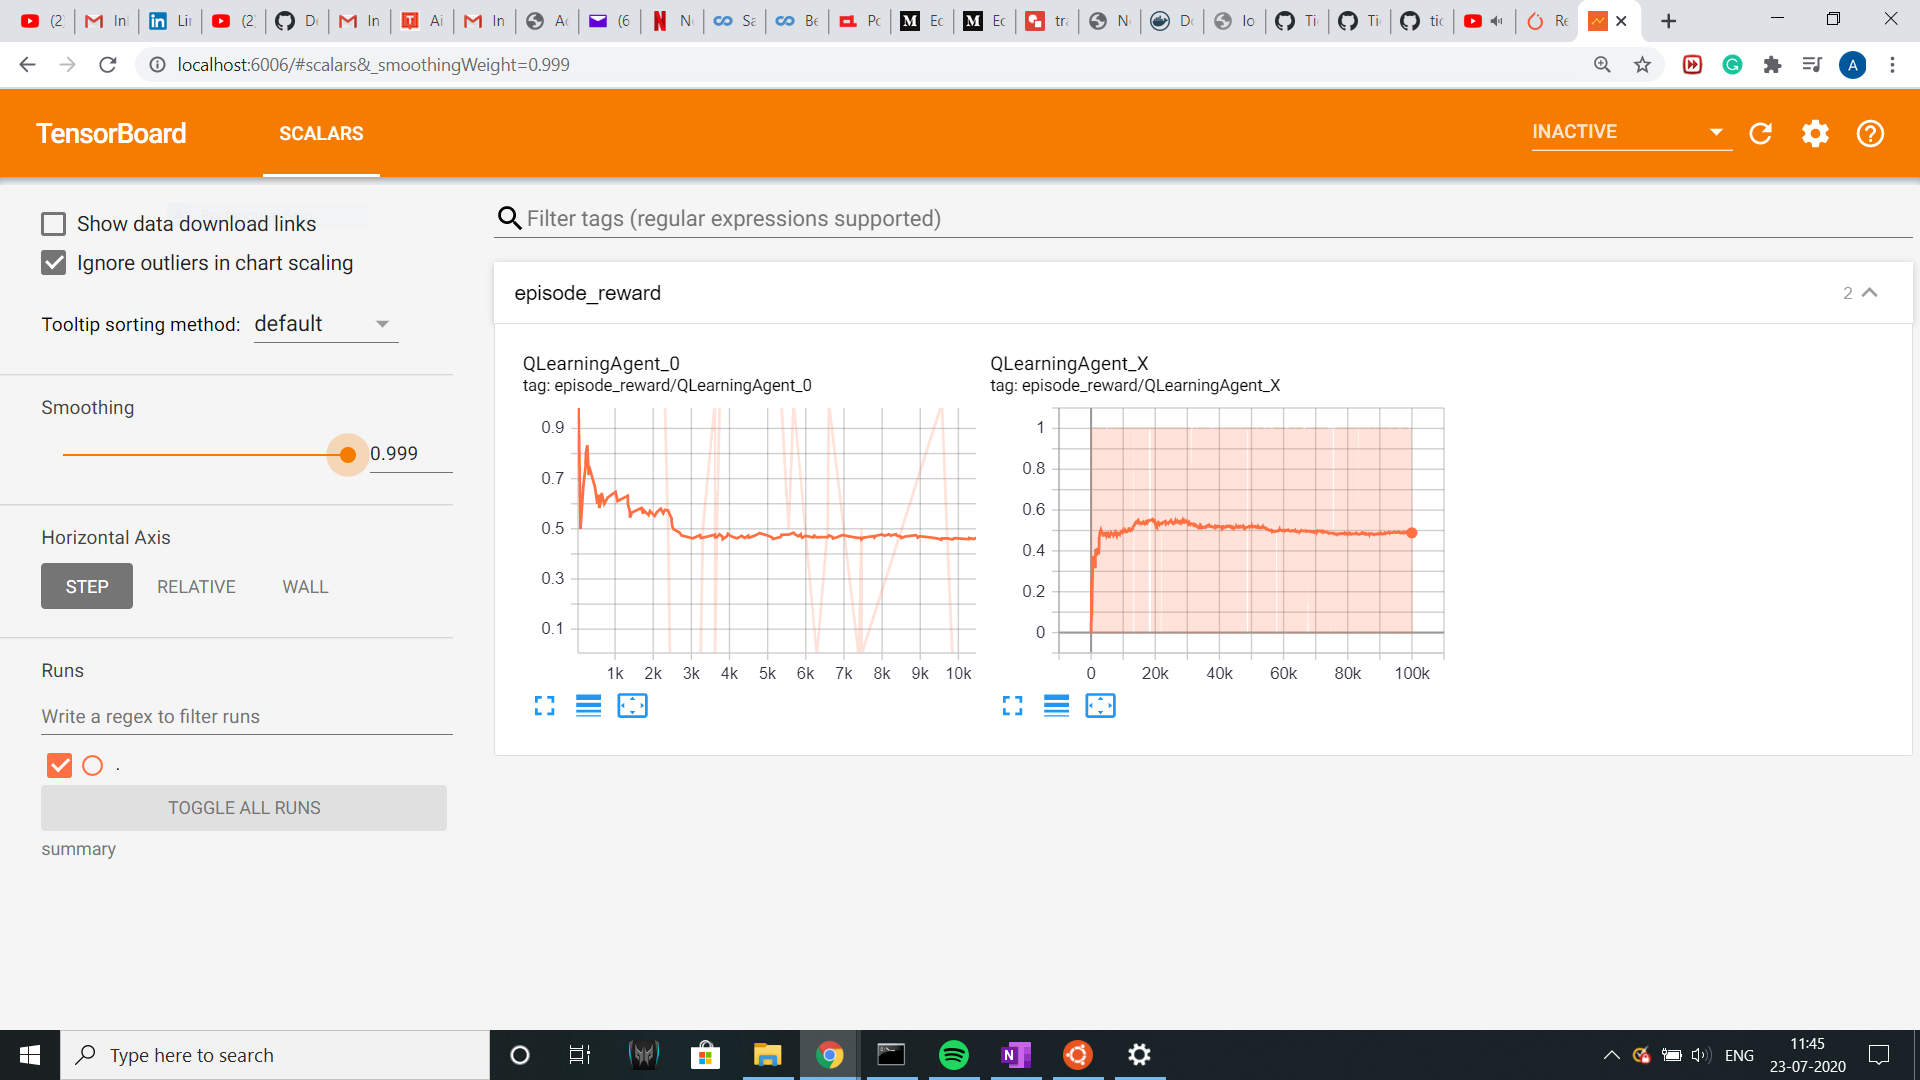 (2 In Lin (2 De In Ai In Ac (6 N Sa Be Po Ec Ec tra N Do lo Ti Ti tic Re
localhost:6006/#scalars&_smoothingWeight=0.999
A
TensorBoard
SCALARS
INACTIVE
Show data download links
Ignore outliers in chart scaling
Tooltip sorting method: default
Smoothing
0.999
Horizontal Axis
STEP RELATIVE WALL
Runs
Write a regex to filter runs
.
TOGGLE ALL RUNS
summary
Filter tags (regular expressions supported)
episode_reward
2
QLearningAgent_0
tag: episode_reward/QLearningAgent_0
0.9
0.7
0.5
0.3
0.1
1k 2k 3k 4k 5k 6k 7k 8k 9k 10k
QLearningAgent_X
tag: episode_reward/QLearningAgent_X
1
0.8
0.6
0.4
0.2
0
0 20k 40k 60k 80k 100k
Type here to search
ENG
11:45
23-07-2020